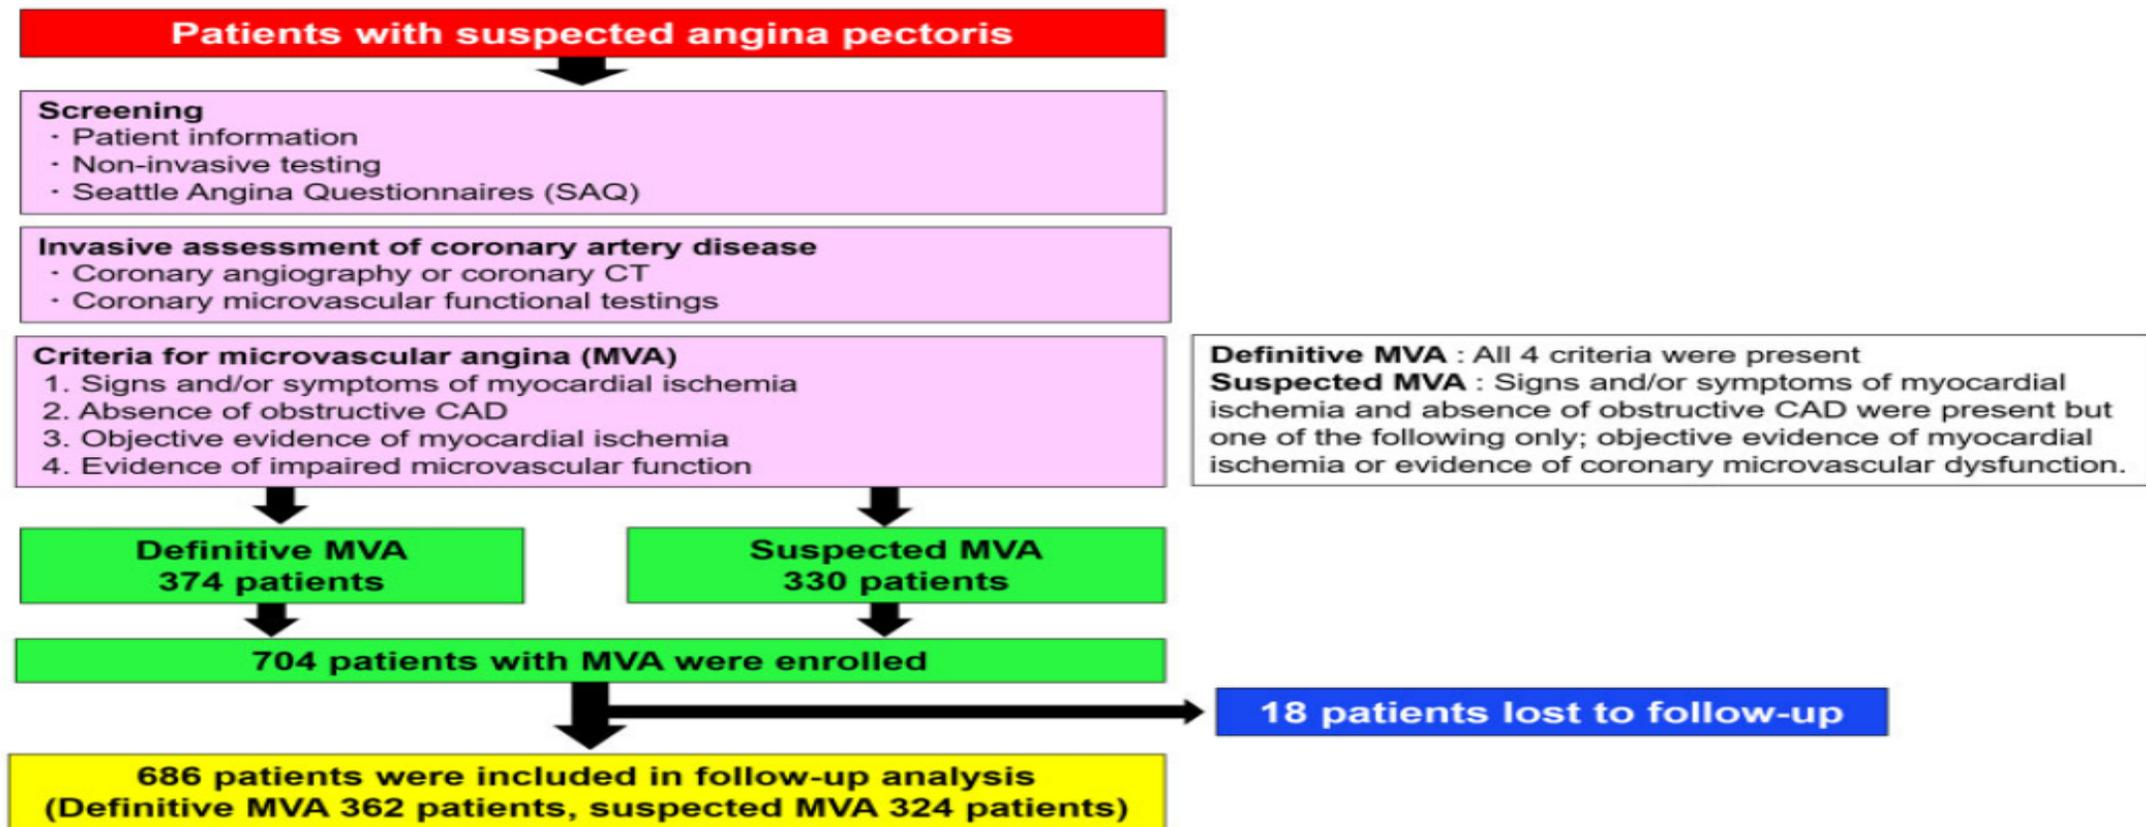 Patients with suspected angina pectoris
Screening
· Patient information
· Non-invasive testing
· Seattle Angina Questionnaires (SAQ)
Invasive assessment of coronary artery disease
· Coronary angiography or coronary CT
· Coronary microvascular functional testings
Criteria for microvascular angina (MVA)
1. Signs and/or symptoms of myocardial ischemia
2. Absence of obstructive CAD
3. Objective evidence of myocardial ischemia
4. Evidence of impaired microvascular function
Definitive MVA : All 4 criteria were present
Suspected MVA : Signs and/or symptoms of myocardial
ischemia and absence of obstructive CAD were present but
one of the following only; objective evidence of myocardial
ischemia or evidence of coronary microvascular dysfunction.
Definitive MVA
374 patients
Suspected MVA
330 patients
704 patients with MVA were enrolled
18 patients lost to follow-up
686 patients were included in follow-up analysis
(Definitive MVA 362 patients, suspected MVA 324 patients)